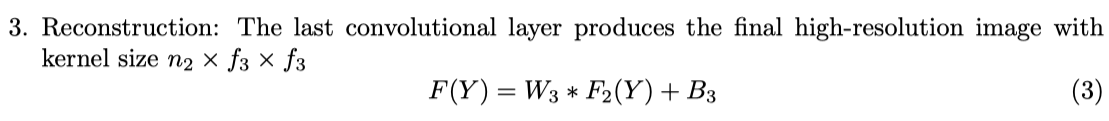 3. Reconstruction: The last convolutional layer produces the final high-resolution image with
kernel size n₂ × f₃ × f₃
F(Y) = W₃ ∗ F₂(Y) + B₃ (3)